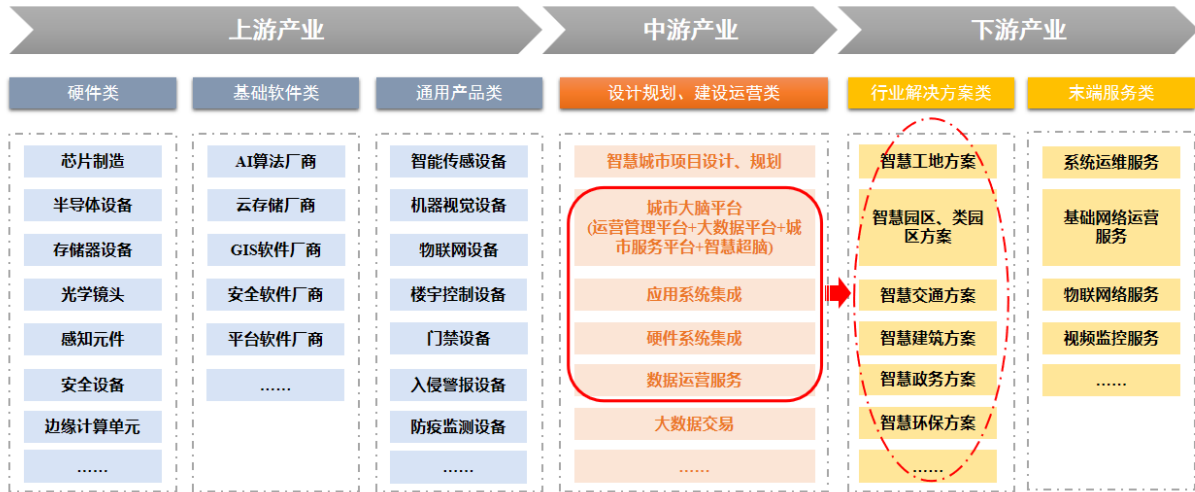 上游产业
中游产业
下游产业
硬件类
基础软件类
通用产品类
设计规划、建设运营类
行业解决方案类
末端服务类
芯片制造
半导体设备
存储器设备
光学镜头
感知元件
安全设备
边缘计算单元
……
AI算法厂商
云存储厂商
GIS软件厂商
安全软件厂商
平台软件厂商
……
智能传感设备
机器视觉设备
物联网设备
楼宇控制设备
门禁设备
入侵警报设备
防疫监测设备
……
智慧城市项目设计、规划
城市大脑平台
(运营管理平台+大数据平台+城
市服务平台+智慧超脑)
应用系统集成
硬件系统集成
数据运营服务
大数据交易
……
智慧工地方案
智慧园区、类园
区方案
智慧交通方案
智慧建筑方案
智慧政务方案
智慧环保方案
……
系统运维服务
基础网络运营
服务
物联网络服务
视频监控服务
……